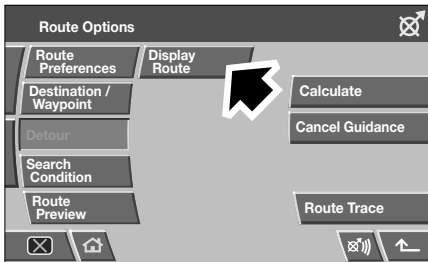 Route Options
Route
Preferences
Display
Route
Destination /
Waypoint
Calculate
Detour
Cancel Guidance
Search
Condition
Route
Preview
Route Trace